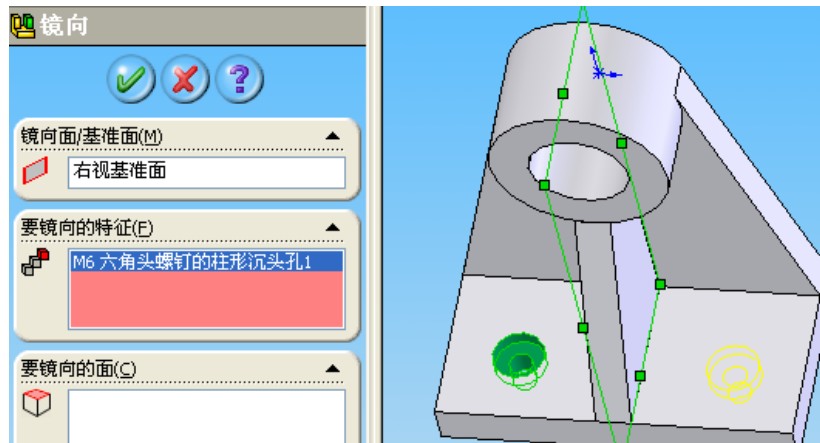 镜向
?
镜向面/基准面(M)
右视基准面
要镜向的特征(F)
M6 六角头螺钉的柱形沉头孔1
要镜向的面(C)